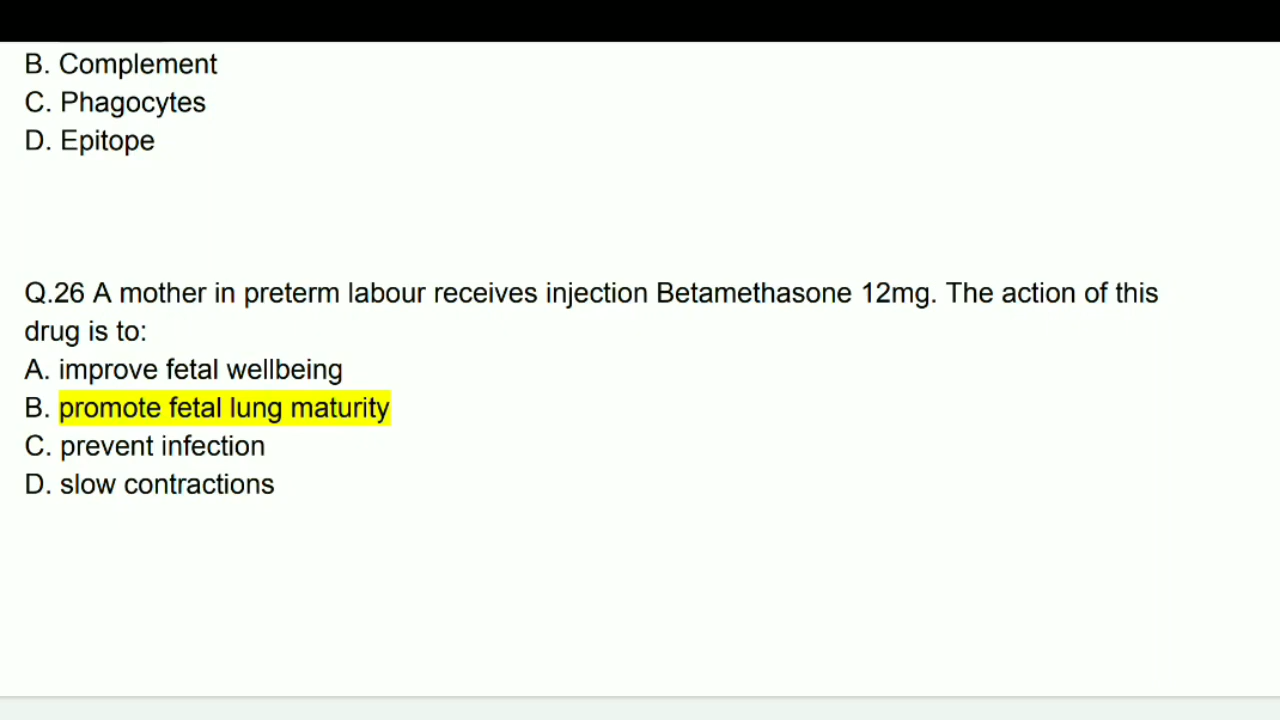 B. Complement
C. Phagocytes
D. Epitope
Q.26 A mother in preterm labour receives injection Betamethasone 12mg. The action of this
drug is to:
A. improve fetal wellbeing
B. promote fetal lung maturity
C. prevent infection
D. slow contractions